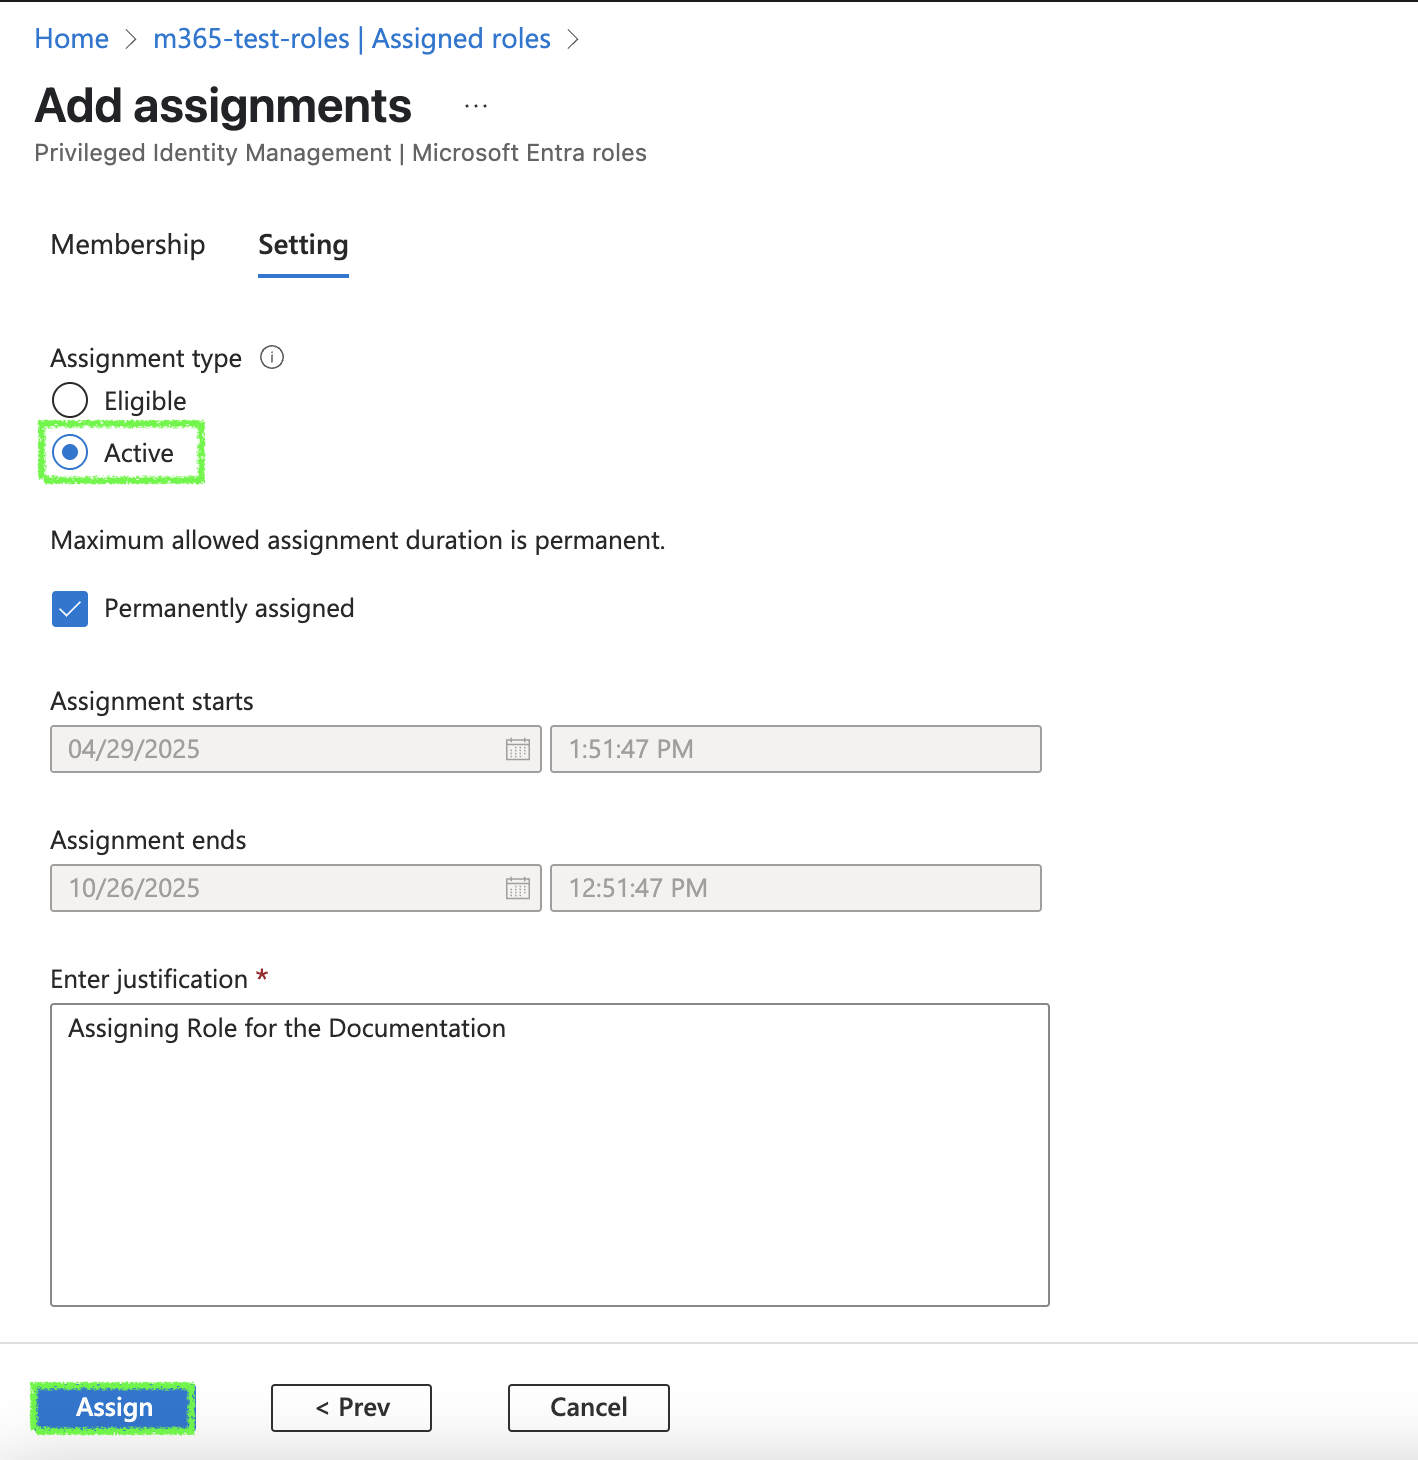 Home > m365-test-roles | Assigned roles >
Add assignments ...
Privileged Identity Management | Microsoft Entra roles
Membership Setting
Assignment type
Eligible
Active
Maximum allowed assignment duration is permanent.
Permanently assigned
Assignment starts
04/29/2025 1:51:47 PM
Assignment ends
10/26/2025 12:51:47 PM
Enter justification *
Assigning Role for the Documentation
Assign < Prev Cancel